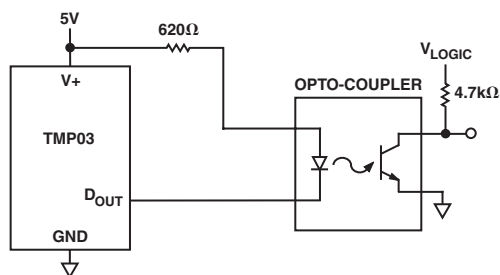 5V
620Ω
V+
TMP03
DOUT
GND
OPTO-COUPLER
VLOGIC
4.7kΩ